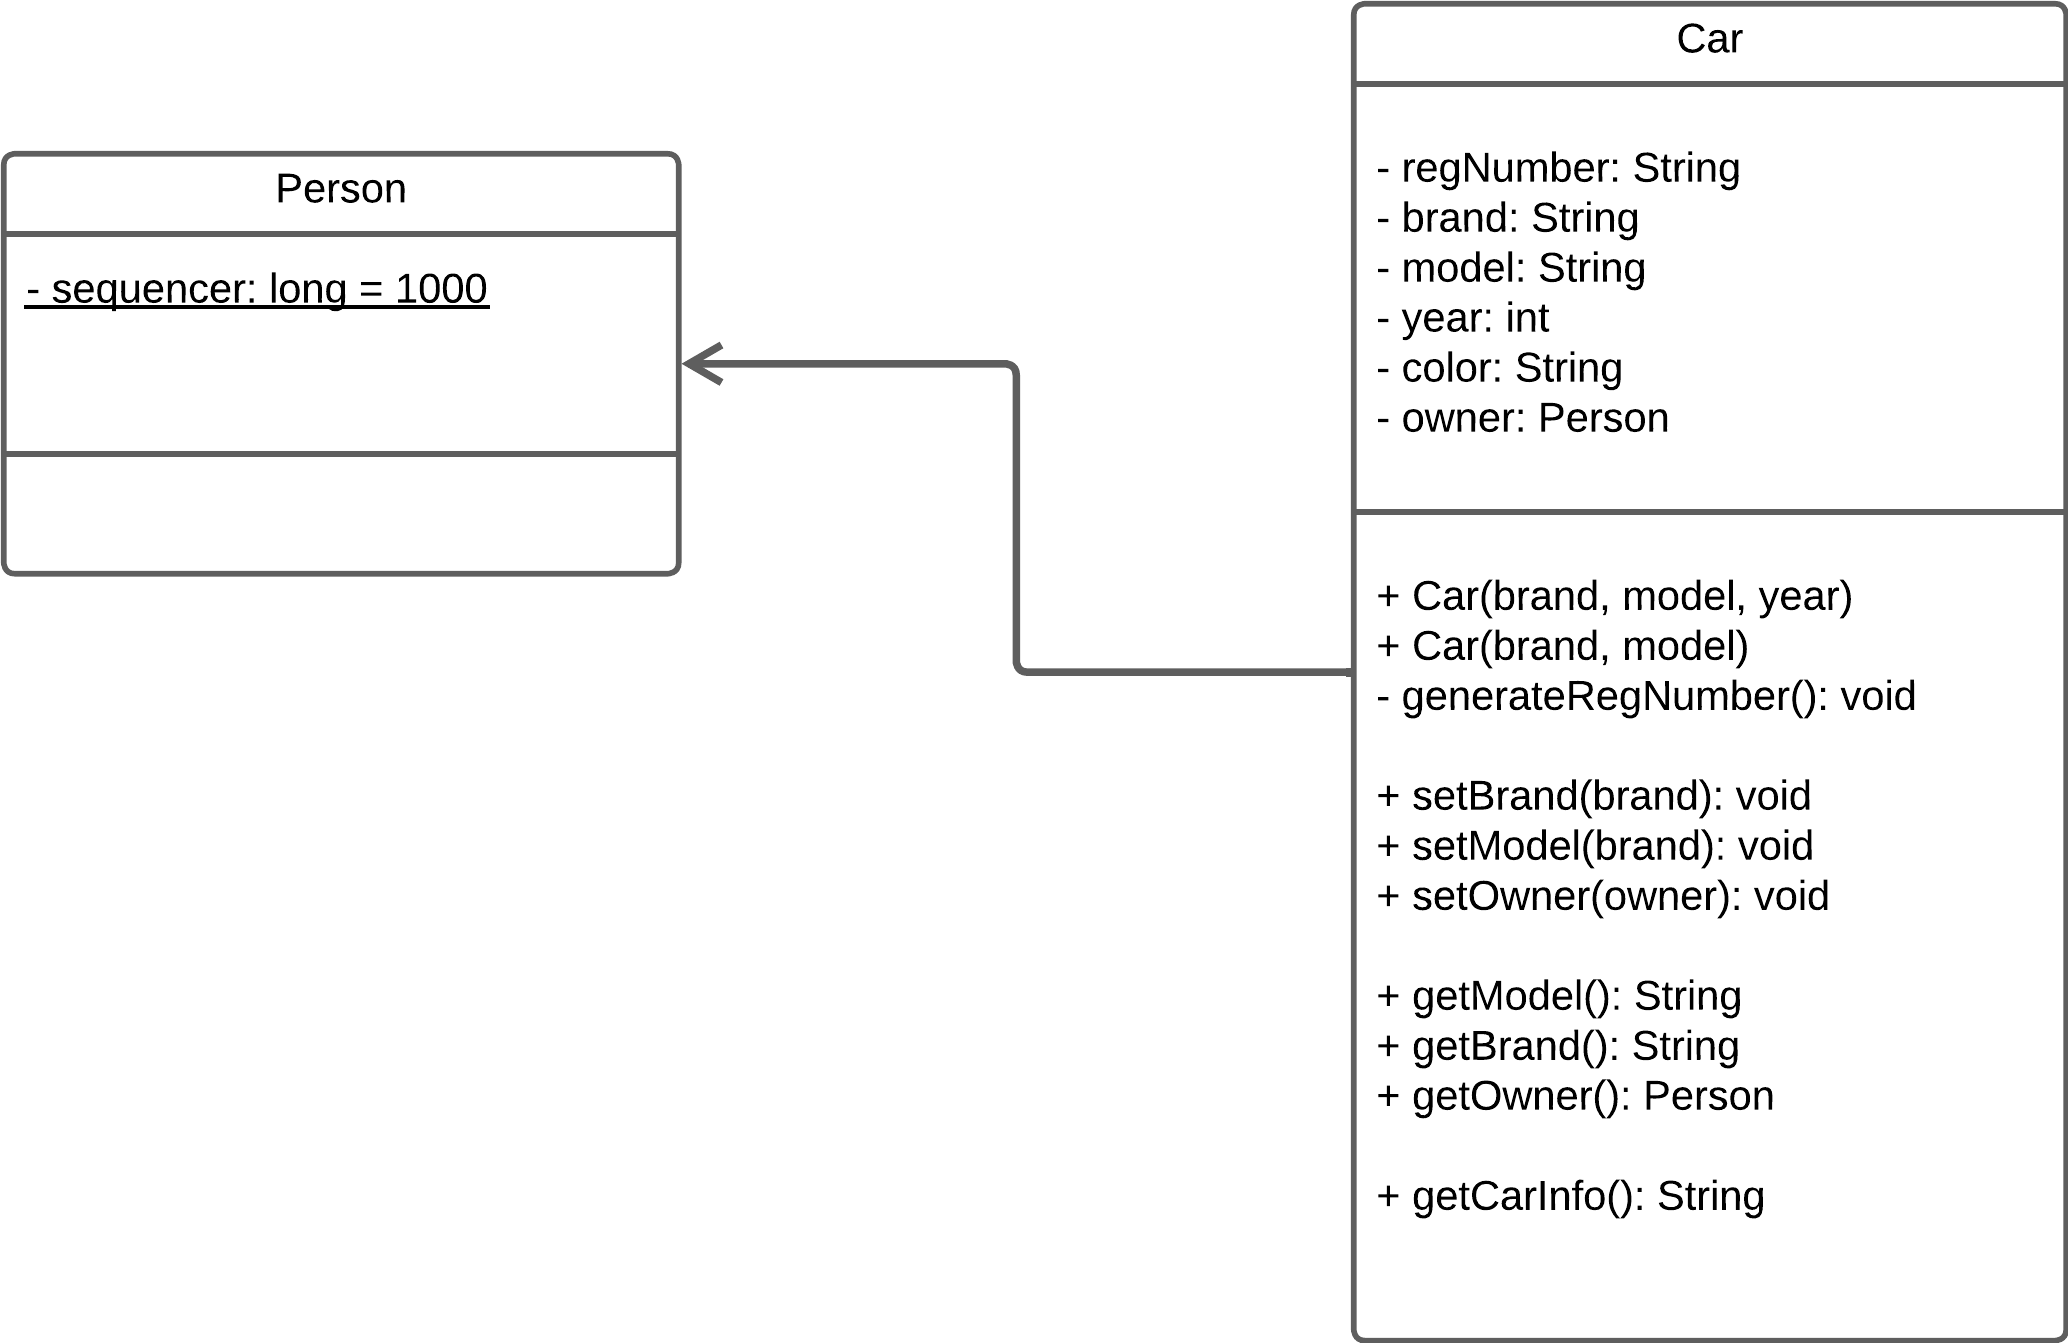 Person
- sequencer: long = 1000
Car
- regNumber: String
- brand: String
- model: String
- year: int
- color: String
- owner: Person
+ Car(brand, model, year)
+ Car(brand, model)
- generateRegNumber(): void
+ setBrand(brand): void
+ setModel(brand): void
+ setOwner(owner): void
+ getModel(): String
+ getBrand(): String
+ getOwner(): Person
+ getCarInfo(): String